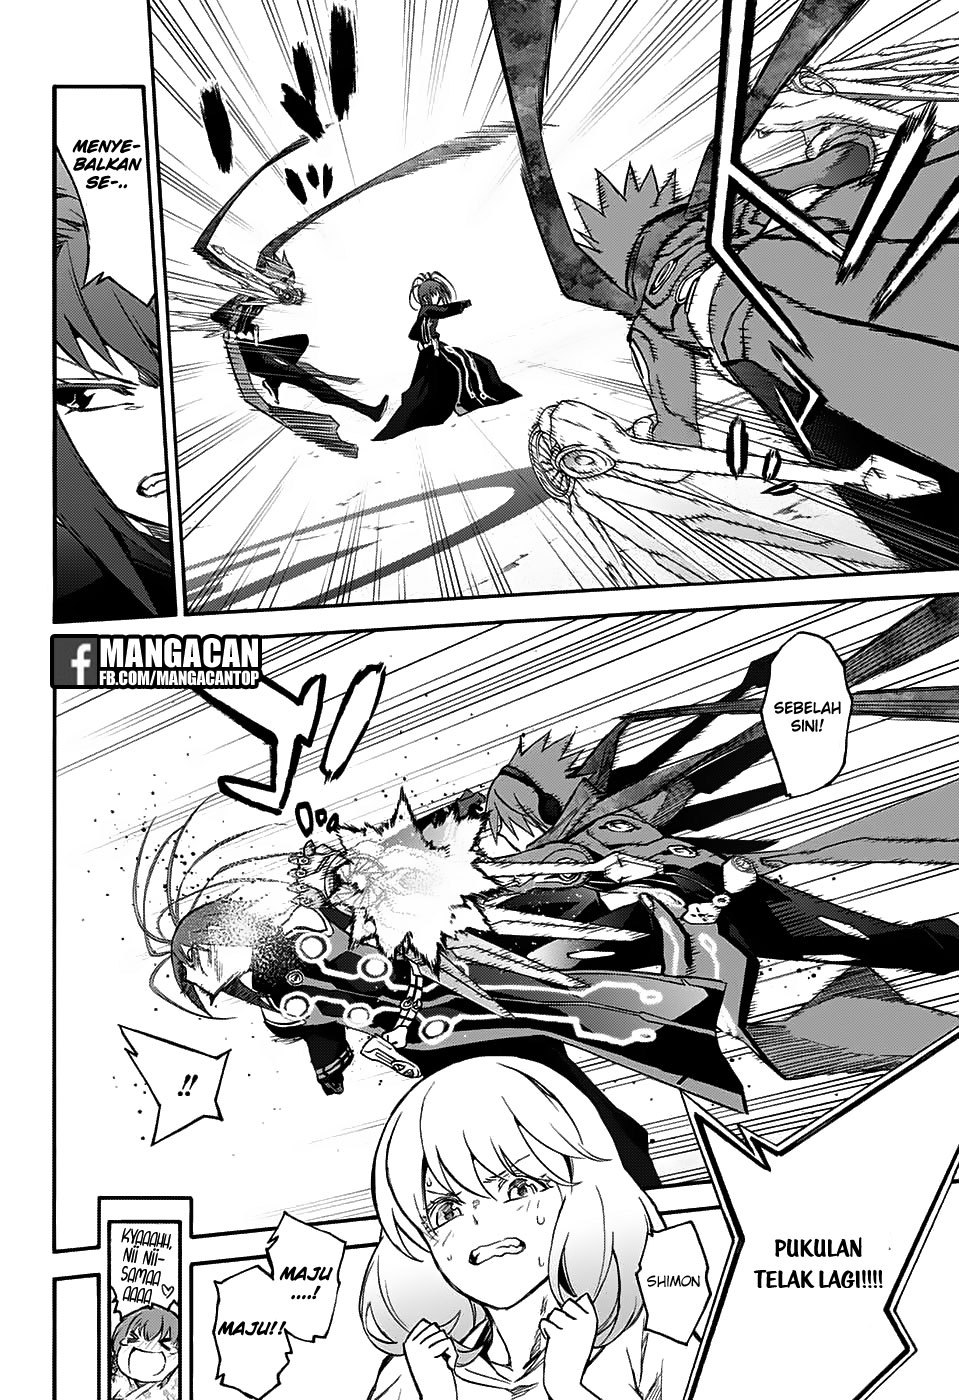 MENYE-
BALKAN
SE-..
f MANGACAN
FB.COM/MANGACANTOP
SEBELAH
SINI!
!!
PUKULAN
TELAK LAGI!!!!
SHIMON
MAJU
....!
MAJU!!
KYAAAHH,
NII NII-
SAMAA
AAAA